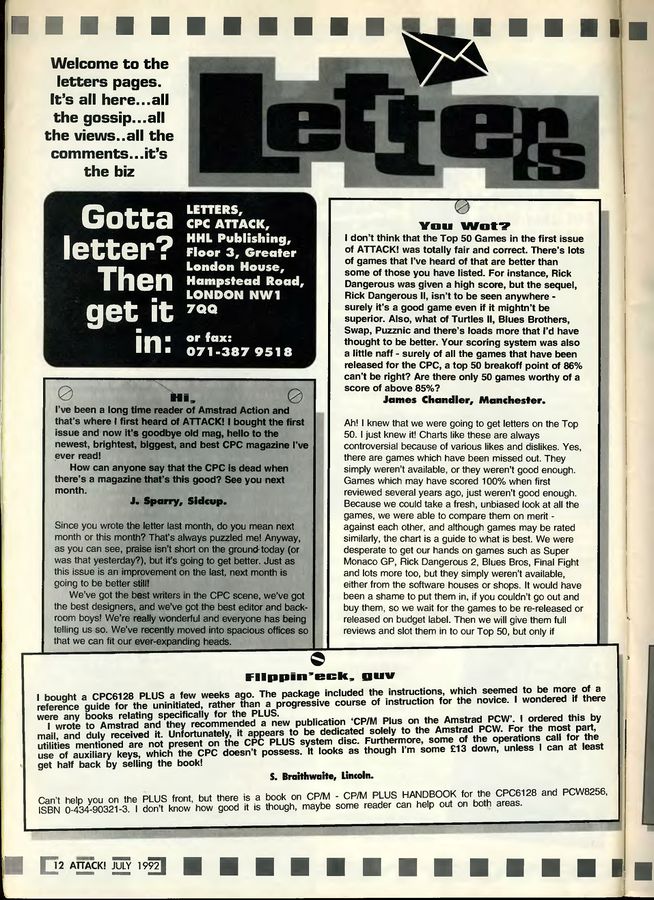 Welcome to the
letters pages.
It's all here...all
the gossip...all
the views..all the
comments...it's
the biz
Letters
Gotta
letter?
Then
get it
in:
LETTERS,
CPC ATTACK,
HHL Publishing,
Floor 3, Greater
London House,
Hampstead Road,
LONDON NW1
7QQ
or fax:
071-387 9518
Hi,
I've been a long time reader of Amstrad Action and
that's where I first heard of ATTACK! I bought the first
issue and now it's goodbye old mag, hello to the
newest, brightest, biggest, and best CPC magazine I've
ever read!
How can anyone say that the CPC is dead when
there's a magazine that's this good? See you next
month.
J. Sparry, Sidcup.
Since you wrote the letter last month, do you mean next
month or this month? That's always puzzled me! Anyway,
as you can see, praise isn't short on the ground today (or
was that yesterday?), but it's going to get better. Just as
this issue is an improvement on the last, next month is
going to be better still!
We've got the best writers in the CPC scene, we've got
the best designers, and we've got the best editor and back-
room boys! We're really wonderful and everyone has being
telling us so. We've recently moved into spacious offices so
that we can fit our ever-expanding heads.
You Wot?
I don't think that the Top 50 Games in the first issue
of ATTACK! was totally fair and correct. There's lots
of games that I've heard of that are better than
some of those you have listed. For instance, Rick
Dangerous was given a high score, but the sequel,
Rick Dangerous II, isn't to be seen anywhere -
surely it's a good game even if it mightn't be
superior. Also, what of Turtles II, Blues Brothers,
Swap, Puzznic and there's loads more that I'd have
thought to be better. Your scoring system was also
a little naff - surely of all the games that have been
released for the CPC, a top 50 breakoff point of 86%
can't be right? Are there only 50 games worthy of a
score of above 85%?
James Chandler, Manchester.
Ah! I knew that we were going to get letters on the Top
50. I just knew it! Charts like these are always
controversial because of various likes and dislikes. Yes,
there are games which have been missed out. They
simply weren't available, or they weren't good enough.
Games which may have scored 100% when first
reviewed several years ago, just weren't good enough.
Because we could take a fresh, unbiased look at all the
games, we were able to compare them on merit -
against each other, and although games may be rated
similarly, the chart is a guide to what is best. We were
desperate to get our hands on games such as Super
Monaco GP, Rick Dangerous 2, Blues Bros, Final Fight
and lots more too, but they simply weren't available,
either from the software houses or shops. It would have
been a shame to put them in, if you couldn't go out and
buy them, so we wait for the games to be re-released or
released on budget label. Then we will give them full
reviews and slot them in to our Top 50, but only if
Flippin'eck, guv
I bought a CPC6128 PLUS a few weeks ago. The package included the instructions, which seemed to be more of a
reference guide for the uninitiated, rather than a progressive course of instruction for the novice. I wondered if there
were any books relating specifically for the PLUS.
I wrote to Amstrad and they recommended a new publication 'CP/M Plus on the Amstrad PCW'. I ordered this by
mail, and duly received it. Unfortunately, it appears to be dedicated solely to the Amstrad PCW. For the most part,
utilities mentioned are not present on the CPC PLUS system disc. Furthermore, some of the operations call for the
use of auxiliary keys, which the CPC doesn't possess. It looks as though I'm some £13 down, unless I can at least
get half back by selling the book!
S. Braithwaite, Lincoln.
Can't help you on the PLUS front, but there is a book on CP/M - CP/M PLUS HANDBOOK for the CPC6128 and PCW8256,
ISBN 0-434-90321-3. I don't know how good it is though, maybe some reader can help out on both areas.
12 ATTACK! JULY 1992